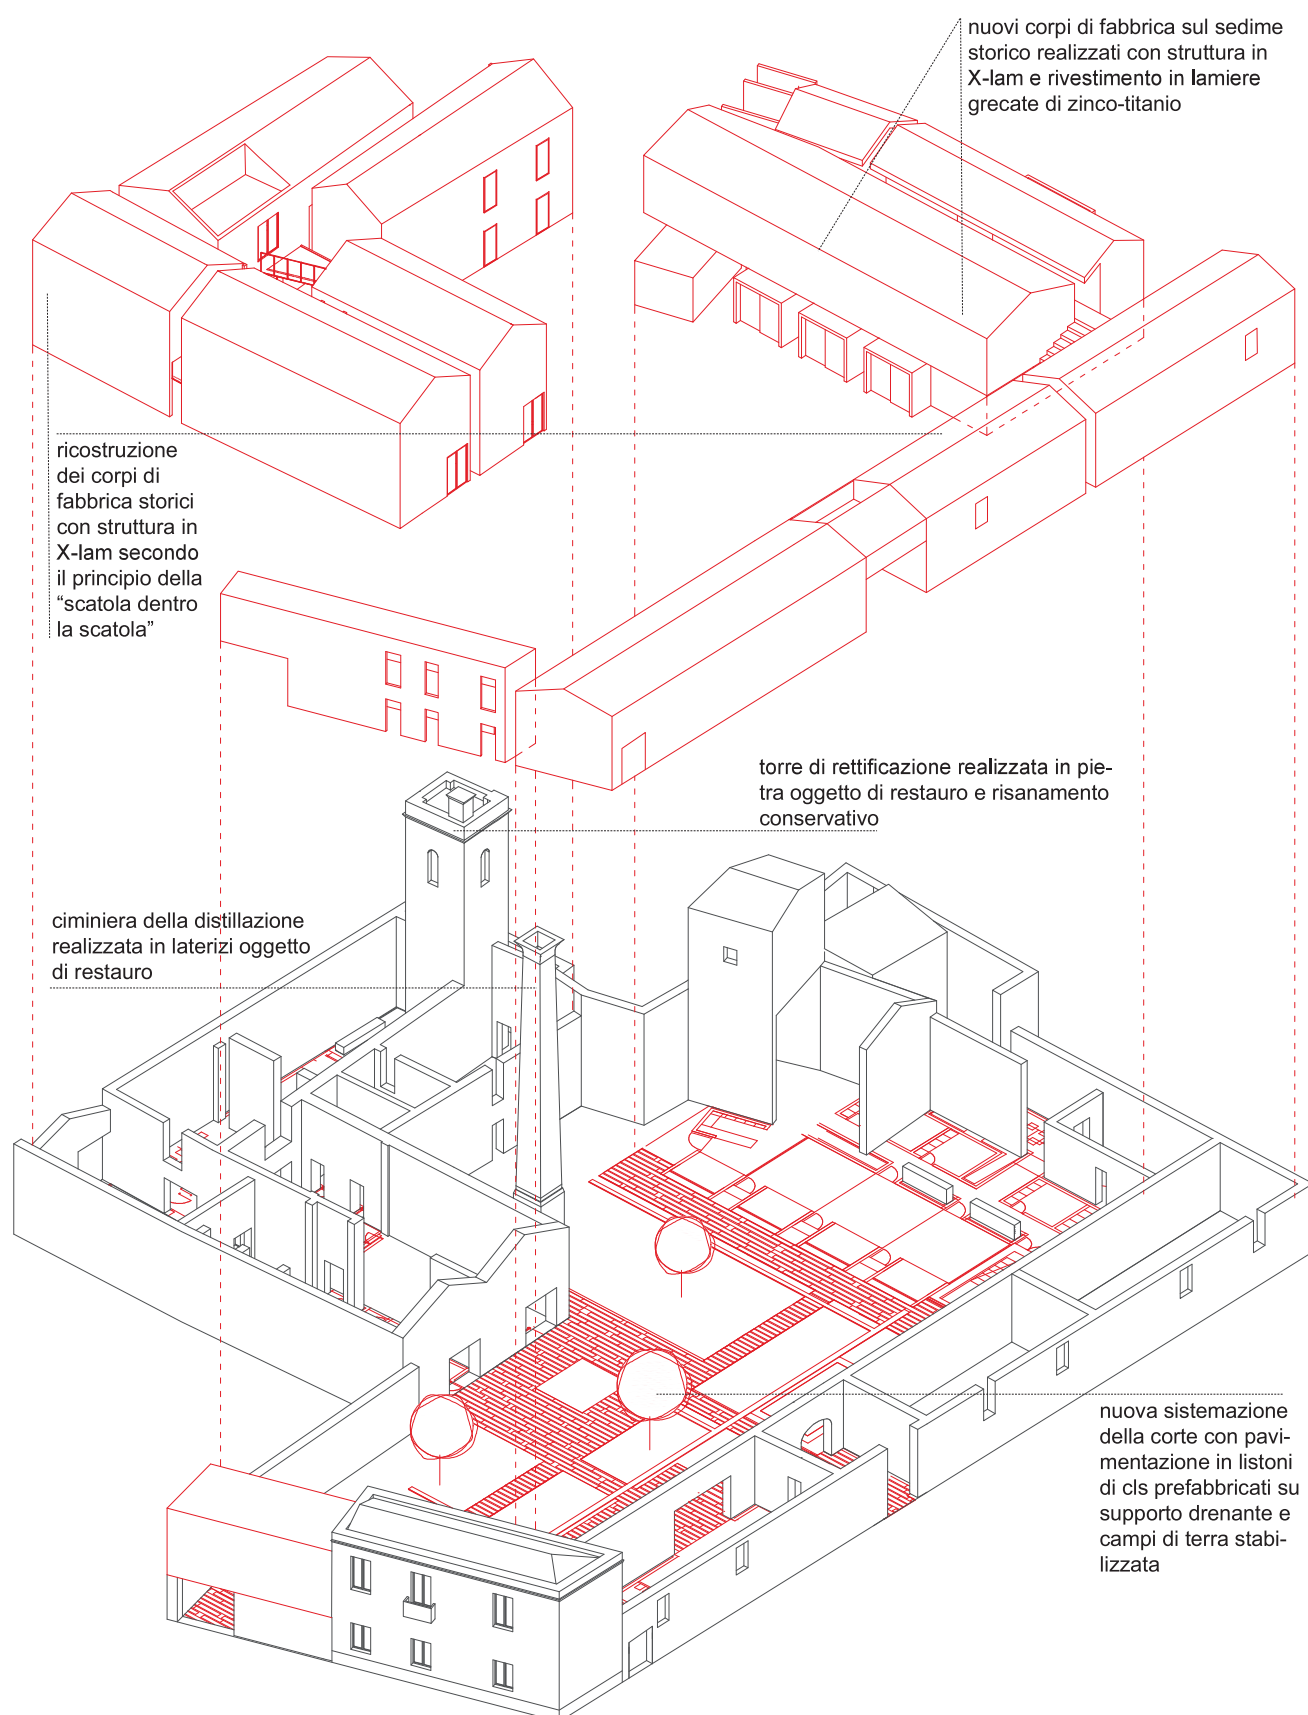 nuovi corpi di fabbrica sul sedime
storico realizzati con struttura in
X-lam e rivestimento in lamiere
grecate di zinco-titanio
ricostruzione
dei corpi di
fabbrica storici
con struttura in
X-lam secondo
il principio della
“scatola dentro
la scatola”
torre di rettificazione realizzata in pie-
tra oggetto di restauro e risanamento
conservativo
ciminiera della distillazione
realizzata in laterizi oggetto
di restauro
nuova sistemazione
della corte con pavi-
mentazione in listoni
di cls prefabbricati su
supporto drenante e
campi di terra stabi-
lizzata